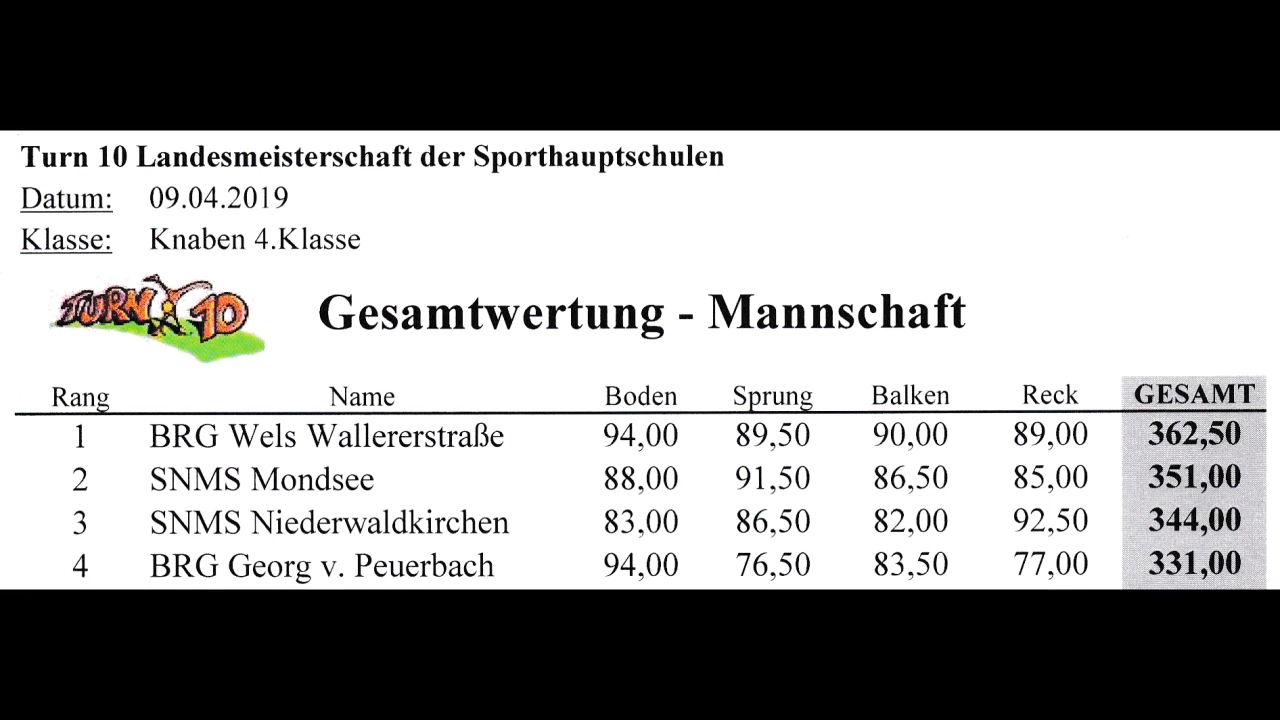 Turn 10 Landesmeisterschaft der Sporthauptschulen
Datum: 09.04.2019
Klasse: Knaben 4.Klasse
TURN 10
Gesamtwertung - Mannschaft
Rang Name Boden Sprung Balken Reck GESAMT
1 BRG Wels Wallererstraße 94,00 89,50 90,00 89,00 362,50
2 SNMS Mondsee 88,00 91,50 86,50 85,00 351,00
3 SNMS Niederwaldkirchen 83,00 86,50 82,00 92,50 344,00
4 BRG Georg v. Peuerbach 94,00 76,50 83,50 77,00 331,00